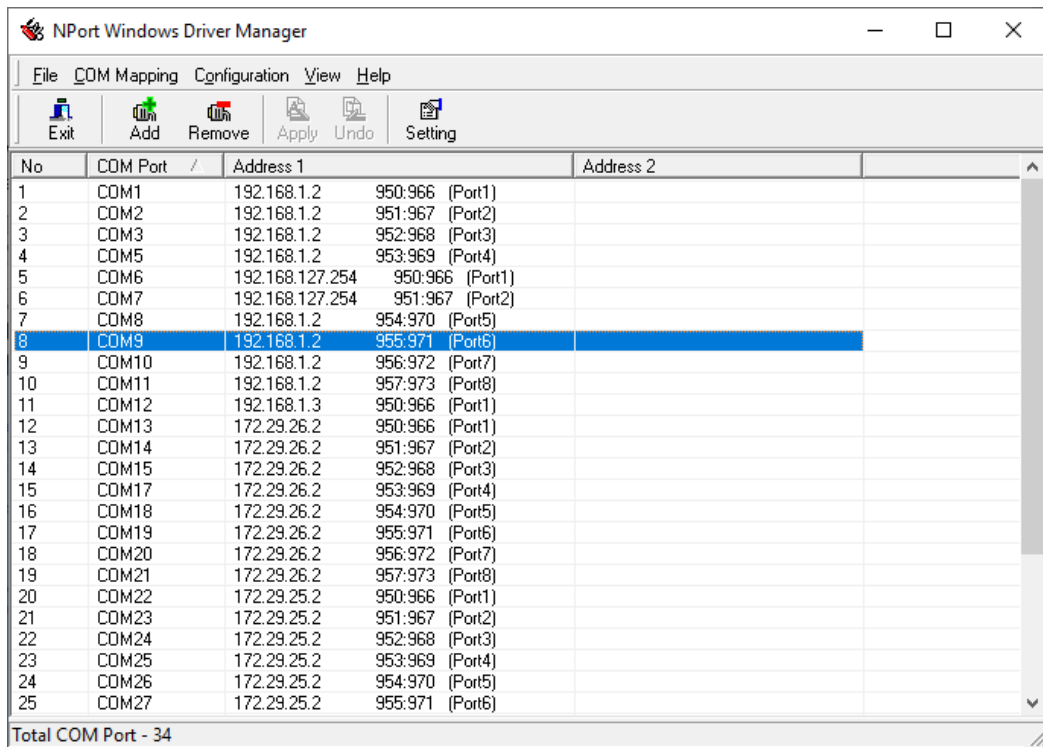 NPort Windows Driver Manager
File COM Mapping Configuration View Help
Exit Add Remove Apply Undo Setting
No COM Port Address 1 Address 2
1 COM1 192.168.1.2 950:966 (Port1)
2 COM2 192.168.1.2 951:967 (Port2)
3 COM3 192.168.1.2 952:968 (Port3)
4 COM5 192.168.1.2 953:969 (Port4)
5 COM6 192.168.127.254 950:966 (Port1)
6 COM7 192.168.127.254 951:967 (Port2)
7 COM8 192.168.1.2 954:970 (Port5)
8 COM9 192.168.1.2 955:971 (Port6)
9 COM10 192.168.1.2 956:972 (Port7)
10 COM11 192.168.1.2 957:973 (Port8)
11 COM12 192.168.1.3 950:966 (Port1)
12 COM13 172.29.26.2 950:966 (Port1)
13 COM14 172.29.26.2 951:967 (Port2)
14 COM15 172.29.26.2 952:968 (Port3)
15 COM17 172.29.26.2 953:969 (Port4)
16 COM18 172.29.26.2 954:970 (Port5)
17 COM19 172.29.26.2 955:971 (Port6)
18 COM20 172.29.26.2 956:972 (Port7)
19 COM21 172.29.26.2 957:973 (Port8)
20 COM22 172.29.25.2 950:966 (Port1)
21 COM23 172.29.25.2 951:967 (Port2)
22 COM24 172.29.25.2 952:968 (Port3)
23 COM25 172.29.25.2 953:969 (Port4)
24 COM26 172.29.25.2 954:970 (Port5)
25 COM27 172.29.25.2 955:971 (Port6)
Total COM Port - 34